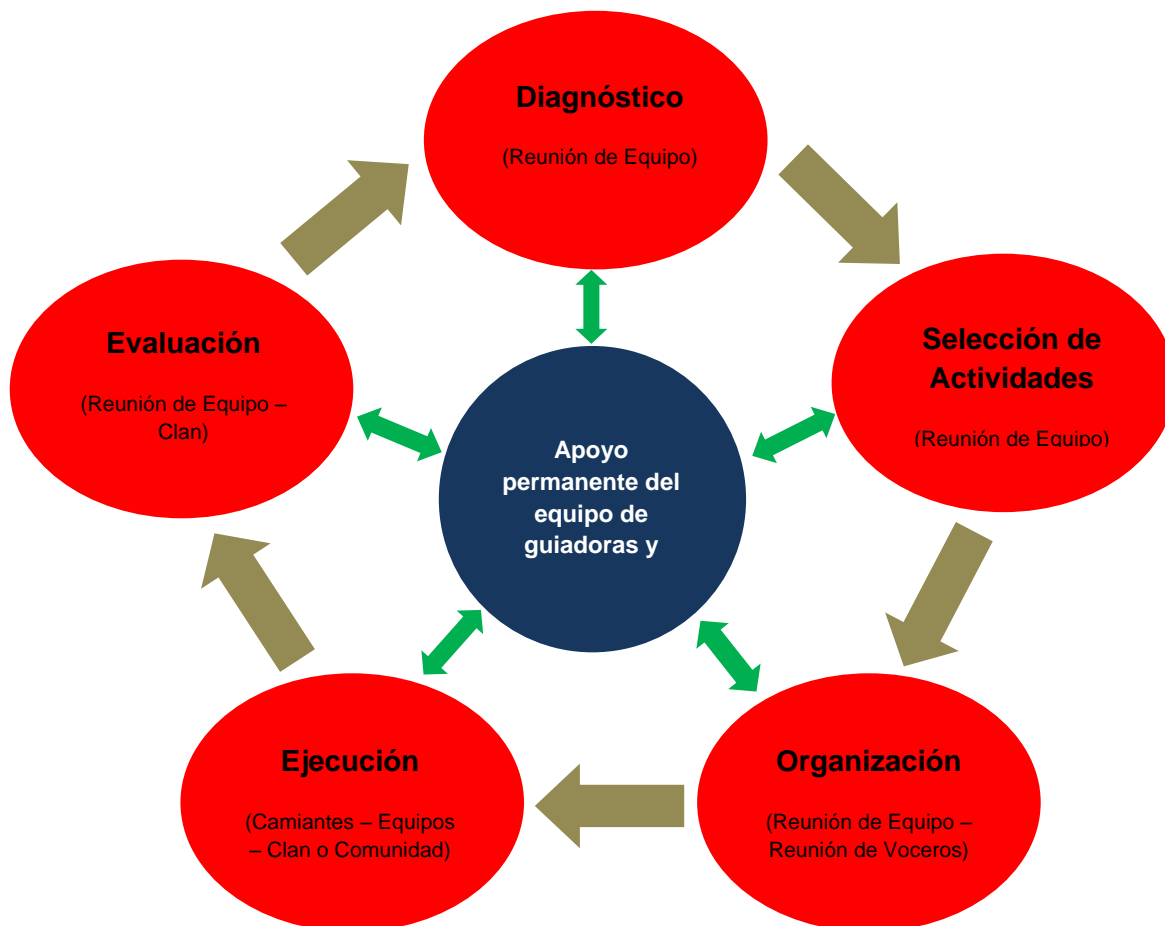 Diagnóstico
(Reunión de Equipo)
Selección de
Actividades
(Reunión de Equipo)
Organización
(Reunión de Equipo –
Reunión de Voceros)
Ejecución
(Camiantes – Equipos
– Clan o Comunidad)
Evaluación
(Reunión de Equipo –
Clan)
Apoyo
permanente del
equipo de
guiadoras y